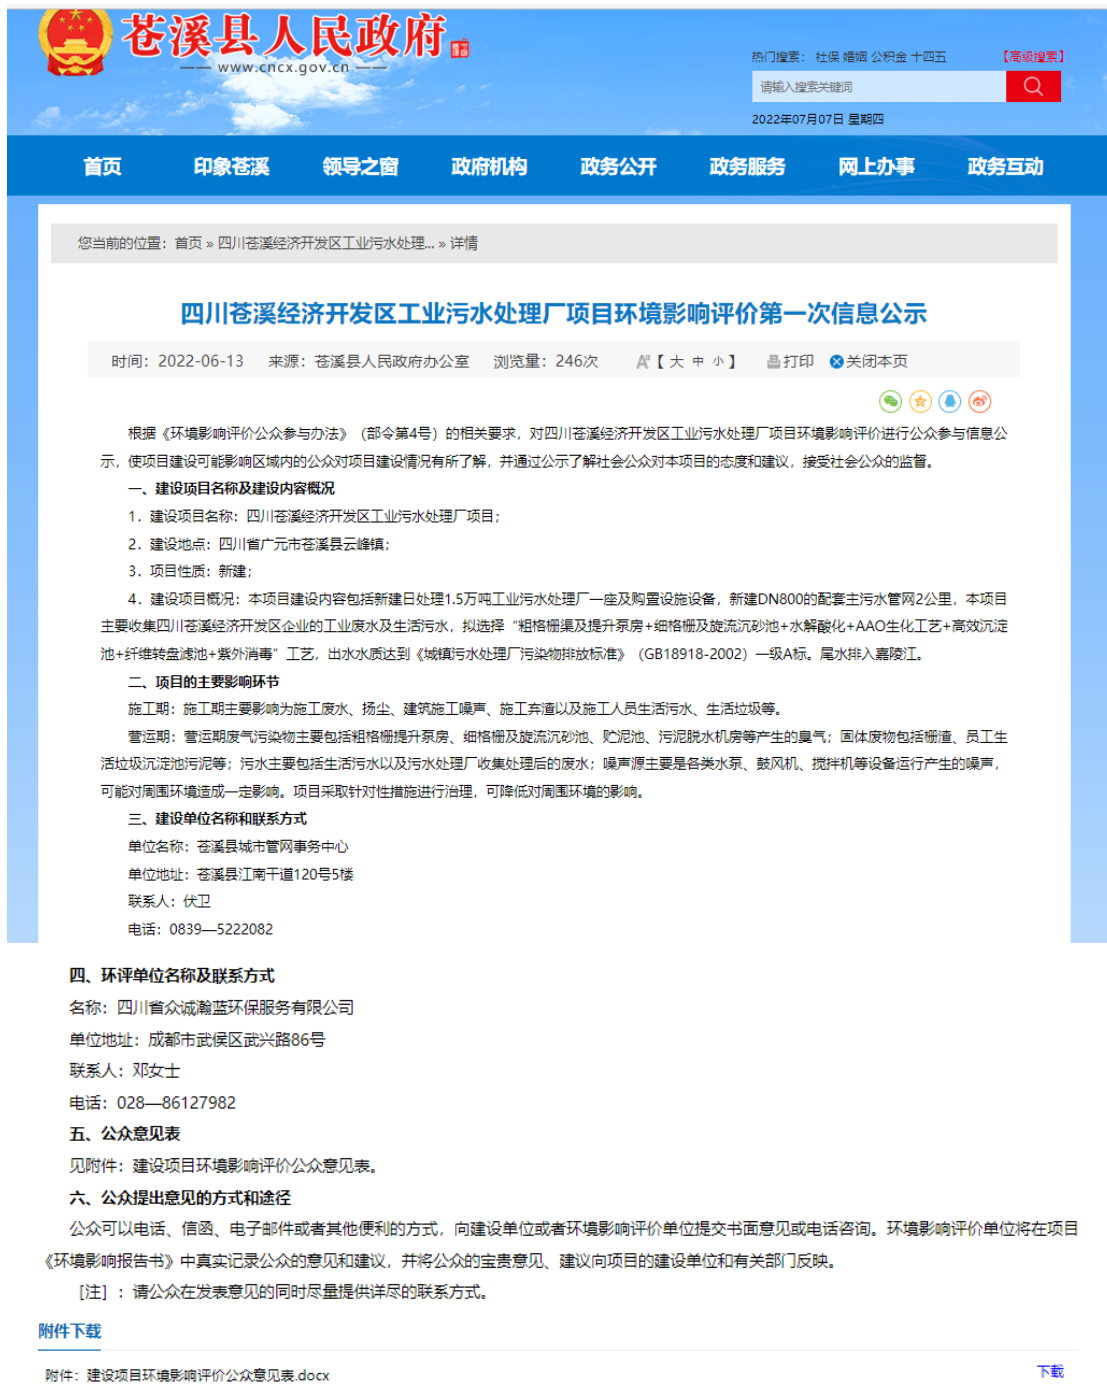 苍溪县人民政府
www.cncx.gov.cn
热门搜索： 社保 婚姻 公积金 十四五 【高级搜索】
请输入搜索关键词
2022年07月07日 星期四
首页 印象苍溪 领导之窗 政府机构 政务公开 政务服务 网上办事 政务互动
您当前的位置：首页 » 四川苍溪经济开发区工业污水处理... » 详情
四川苍溪经济开发区工业污水处理厂项目环境影响评价第一次信息公示
时间：2022-06-13 来源：苍溪县人民政府办公室 浏览量：246次 A【 大 中 小 】 打印 关闭本页
根据《环境影响评价公众参与办法》（部令第4号）的相关要求，对四川苍溪经济开发区工业污水处理厂项目环境影响评价进行公众参与信息公
示，使项目建设可能影响区域内的公众对项目建设情况有所了解，并通过公示了解社会公众对本项目的态度和建议，接受社会公众的监督。
一、建设项目名称及建设内容概况
1．建设项目名称：四川苍溪经济开发区工业污水处理厂项目；
2．建设地点：四川省广元市苍溪县云峰镇；
3．项目性质：新建；
4．建设项目概况：本项目建设内容包括新建日处理1.5万吨工业污水处理厂一座及购置设施设备，新建DN800的配套主污水管网2公里，本项目
主要收集四川苍溪经济开发区企业的工业废水及生活污水，拟选择“粗格栅渠及提升泵房+细格栅及旋流沉砂池+水解酸化+AAO生化工艺+高效沉淀
池+纤维转盘滤池+紫外消毒”工艺，出水水质达到《城镇污水处理厂污染物排放标准》（GB18918-2002）一级A标。尾水排入嘉陵江。
二、项目的主要影响环节
施工期：施工期主要影响为施工废水、扬尘、建筑施工噪声、施工弃渣以及施工人员生活污水、生活垃圾等。
营运期：营运期废气污染物主要包括粗格栅提升泵房、细格栅及旋流沉砂池、贮泥池、污泥脱水机房等产生的臭气；固体废物包括栅渣、员工生
活垃圾沉淀池污泥等；污水主要包括生活污水以及污水处理厂收集处理后的废水；噪声源主要是各类水泵、鼓风机、搅拌机等设备运行产生的噪声，
可能对周围环境造成一定影响。项目采取针对性措施进行治理，可降低对周围环境的影响。
三、建设单位名称和联系方式
单位名称：苍溪县城市管网事务中心
单位地址：苍溪县江南干道120号5楼
联系人：伏卫
电话：0839—5222082
四、环评单位名称及联系方式
名称：四川省众诚瀚蓝环保服务有限公司
单位地址：成都市武侯区武兴路86号
联系人：邓女士
电话：028—86127982
五、公众意见表
见附件：建设项目环境影响评价公众意见表。
六、公众提出意见的方式和途径
公众可以电话、信函、电子邮件或者其他便利的方式，向建设单位或者环境影响评价单位提交书面意见或电话咨询。环境影响评价单位将在项目
《环境影响报告书》中真实记录公众的意见和建议，并将公众的宝贵意见、建议向项目的建设单位和有关部门反映。
［注］：请公众在发表意见的同时尽量提供详尽的联系方式。
附件下载
附件：建设项目环境影响评价公众意见表.docx 下载